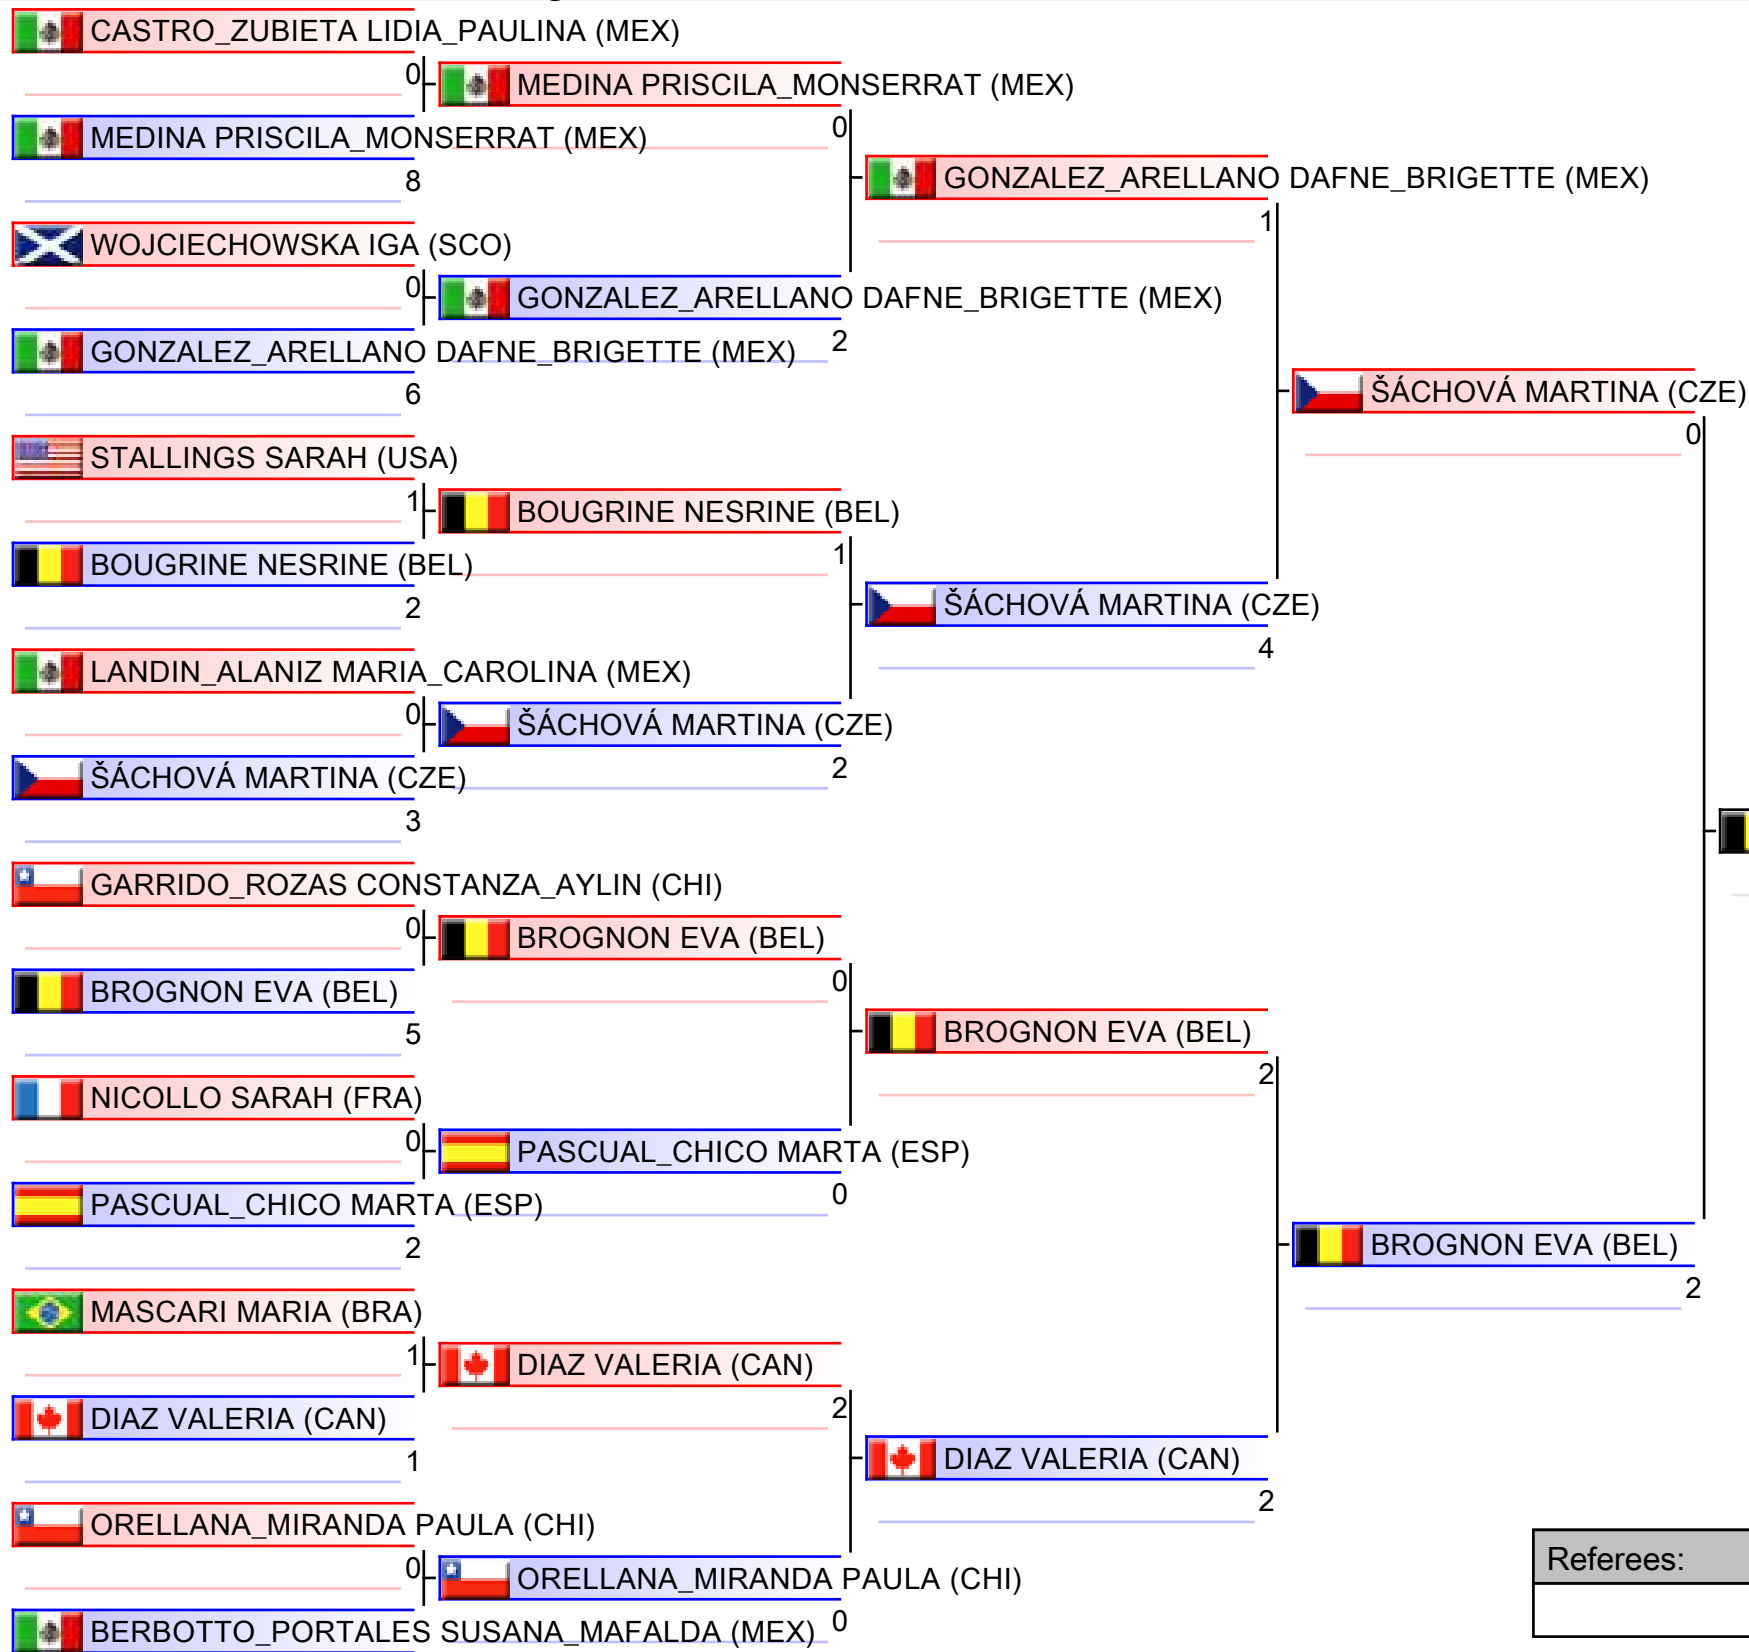 CASTRO_ZUBIETA LIDIA_PAULINA (MEX)
0
MEDINA PRISCILA_MONSERRAT (MEX)
0
MEDINA PRISCILA_MONSERRAT (MEX)
8
GONZALEZ_ARELLANO DAFNE_BRIGETTE (MEX)
1
WOJCIECHOWSKA IGA (SCO)
0
GONZALEZ_ARELLANO DAFNE_BRIGETTE (MEX)
2
GONZALEZ_ARELLANO DAFNE_BRIGETTE (MEX)
6
ŠÁCHOVÁ MARTINA (CZE)
0
STALLINGS SARAH (USA)
1
BOUGRINE NESRINE (BEL)
1
BOUGRINE NESRINE (BEL)
2
ŠÁCHOVÁ MARTINA (CZE)
4
LANDIN_ALANIZ MARIA_CAROLINA (MEX)
0
ŠÁCHOVÁ MARTINA (CZE)
2
ŠÁCHOVÁ MARTINA (CZE)
3
GARRIDO_ROZAS CONSTANZA_AYLIN (CHI)
0
BROGNON EVA (BEL)
0
BROGNON EVA (BEL)
5
BROGNON EVA (BEL)
2
NICOLLO SARAH (FRA)
0
PASCUAL_CHICO MARTA (ESP)
0
PASCUAL_CHICO MARTA (ESP)
2
BROGNON EVA (BEL)
2
MASCARI MARIA (BRA)
1
DIAZ VALERIA (CAN)
2
DIAZ VALERIA (CAN)
1
DIAZ VALERIA (CAN)
2
ORELLANA_MIRANDA PAULA (CHI)
0
ORELLANA_MIRANDA PAULA (CHI)
0
BERBOTTO_PORTALES SUSANA_MAFALDA (MEX)
Referees: